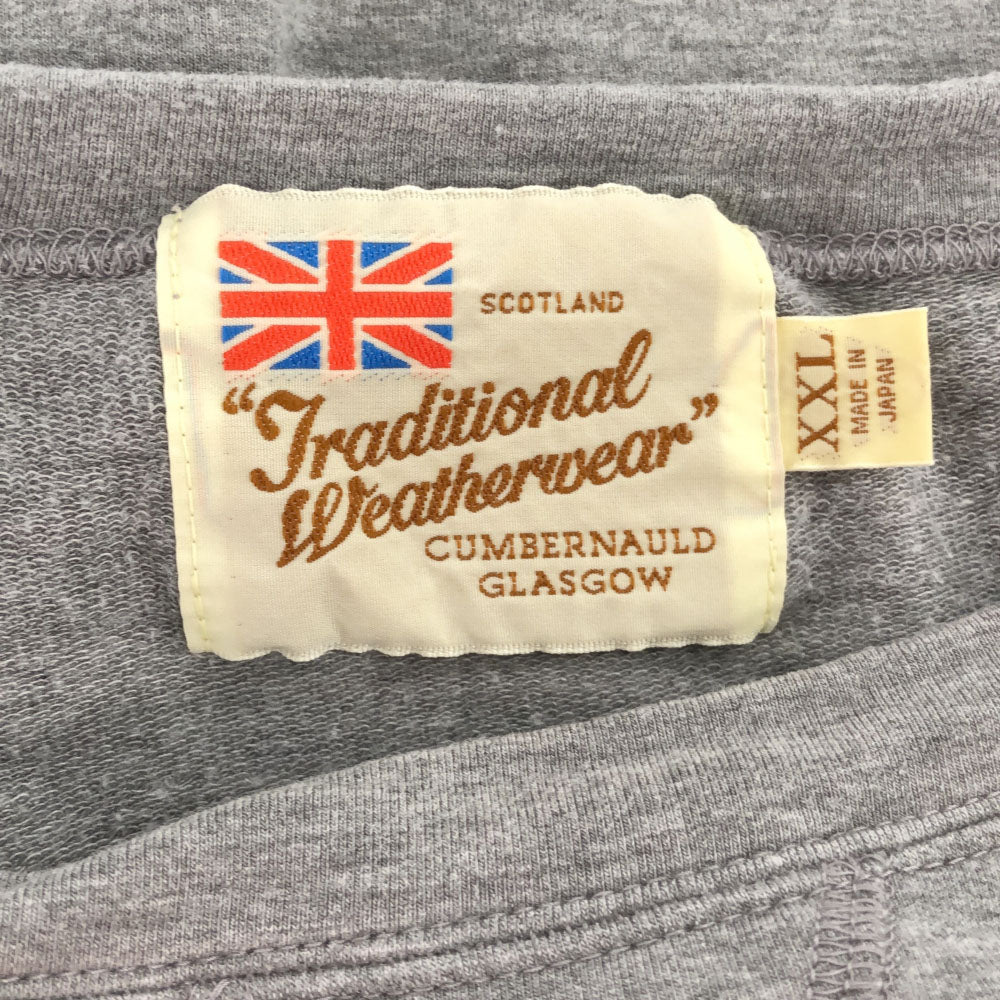 SCOTLAND
"Traditional
Weatherwear"
CUMBERNAULD
GLASGOW
XXL
MADE IN
JAPAN